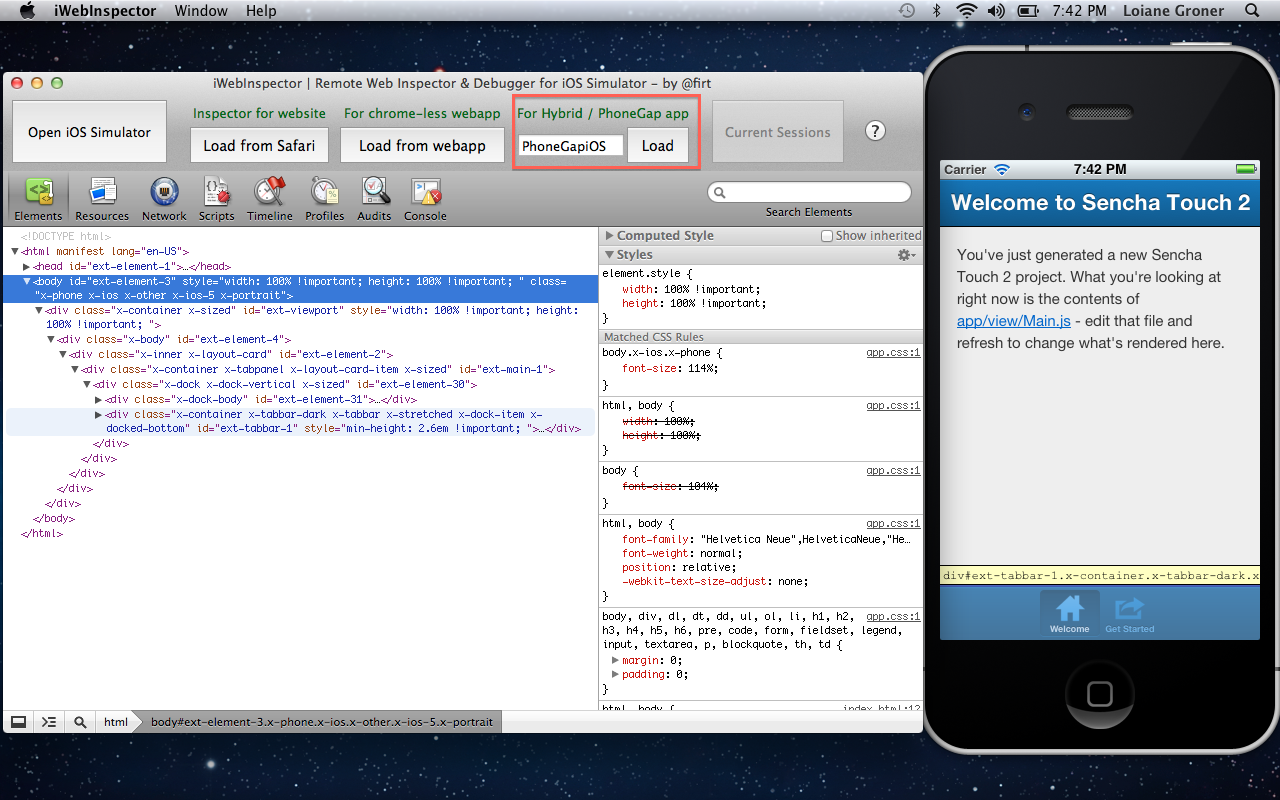 iWebInspector Window Help 7:42 PM Loiane Groner
iWebInspector | Remote Web Inspector & Debugger for iOS Simulator – by @firt
Open iOS Simulator
Inspector for website
Load from Safari
For chrome-less webapp
Load from webapp
For Hybrid / PhoneGap app
PhoneGapiOS Load
Current Sessions
?
Elements Resources Network Scripts Timeline Profiles Audits Console
Search Elements
<!DOCTYPE html>
<html manifest lang="en-US">
<head id="ext-element-1">…</head>
<body id="ext-element-3" style="width: 100% !important; height: 100% !important; " class=
"x-phone x-ios x-other x-ios-5 x-portrait">
<div class="x-container x-sized" id="ext-viewport" style="width: 100% !important; height:
100% !important; ">
<div class="x-body" id="ext-element-4">
<div class="x-inner x-layout-card" id="ext-element-2">
<div class="x-container x-tabpanel x-layout-card-item x-sized" id="ext-main-1">
<div class="x-dock x-dock-vertical x-sized" id="ext-element-30">
<div class="x-dock-body" id="ext-element-31">…</div>
<div class="x-container x-tabbar-dark x-tabbar x-stretched x-dock-item x-
docked-bottom" id="ext-tabbar-1" style="min-height: 2.6em !important; ">…</div>
</div>
</div>
</div>
</div>
</div>
</body>
</html>
Computed Style Show inherited
Styles
element.style {
width: 100% !important;
height: 100% !important;
}
Matched CSS Rules
body.x-ios.x-phone { app.css:1
font-size: 114%;
}
html, body { app.css:1
width: 100%;
height: 100%;
}
body { app.css:1
font-size: 104%;
}
html, body { app.css:1
font-family: "Helvetica Neue",HelveticaNeue,"He…
font-weight: normal;
position: relative;
-webkit-text-size-adjust: none;
}
body, div, dl, dt, dd, ul, ol, li, h1, h2, app.css:1
h3, h4, h5, h6, pre, code, form, fieldset, legend,
input, textarea, p, blockquote, th, td {
margin: 0;
padding: 0;
}
html, body { index.html:12
html body#ext-element-3.x-phone.x-ios.x-other.x-ios-5.x-portrait
Carrier 7:42 PM
Welcome to Sencha Touch 2
You've just generated a new Sencha
Touch 2 project. What you're looking at
right now is the contents of
app/view/Main.js - edit that file and
refresh to change what's rendered here.
div#ext-tabbar-1.x-container.x-tabbar-dark.x
Welcome Get Started